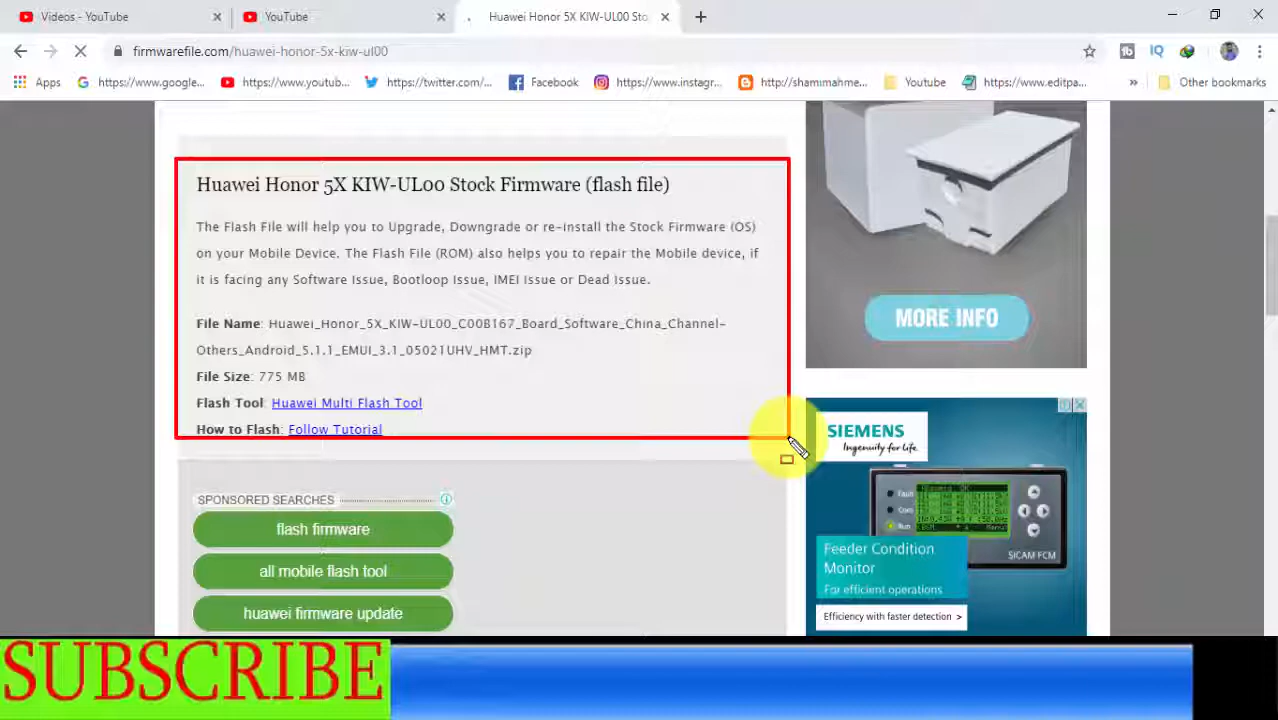 Videos - YouTube
YouTube
Huawei Honor 5X KIW-UL00 Sto
firmwarefile.com/huawei-honor-5x-kiw-ul00
Apps
https://www.google...
https://www.youtub...
https://twitter.com/...
Facebook
https://www.instagr...
http://shammimahme...
Youtube
https://www.editpa...
»
Other bookmarks
Huawei Honor 5X KIW-UL00 Stock Firmware (flash file)
The Flash File will help you to Upgrade, Downgrade or re-install the Stock Firmware (OS)
on your Mobile Device. The Flash File (ROM) also helps you to repair the Mobile device, if
it is facing any Software Issue, Bootloop Issue, IMEI Issue or Dead Issue.
File Name: Huawei_Honor_5X_KIW-UL00_C00B167_Board_Software_China_Channel-
Others_Android_5.1.1_EMUI_3.1_05021UHV_HMT.zip
File Size: 775 MB
Flash Tool: Huawei Multi Flash Tool
How to Flash: Follow Tutorial
SPONSORED SEARCHES
flash firmware
all mobile flash tool
huawei firmware update
MORE INFO
SIEMENS
Ingenuity for life
Fault
Com
Run
SICAM FCM
Feeder Condition
Monitor
For efficient operations
Efficiency with faster detection >
SUBSCRIBE